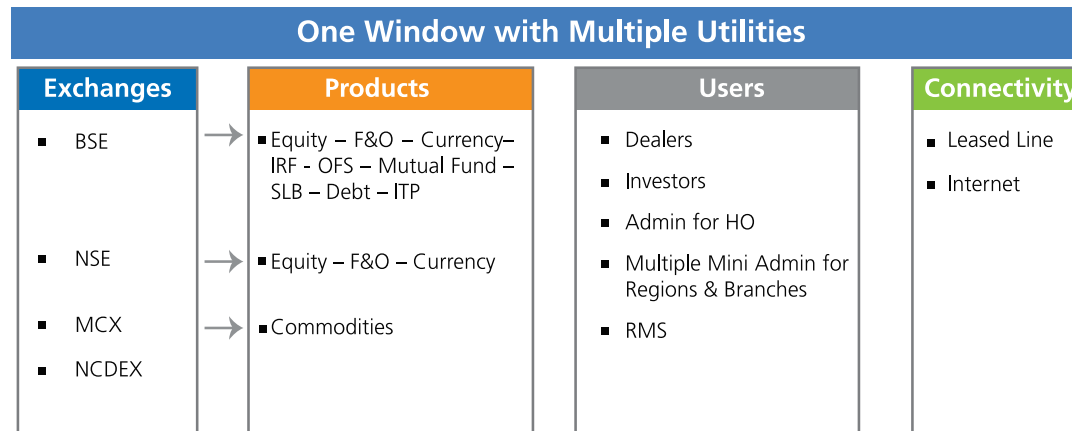 One Window with Multiple Utilities
Exchanges
BSE
NSE
MCX
NCDEX
Products
Equity – F&O – Currency–
IRF - OFS – Mutual Fund –
SLB – Debt – ITP
Equity – F&O – Currency
Commodities
Users
Dealers
Investors
Admin for HO
Multiple Mini Admin for
Regions & Branches
RMS
Connectivity
Leased Line
Internet